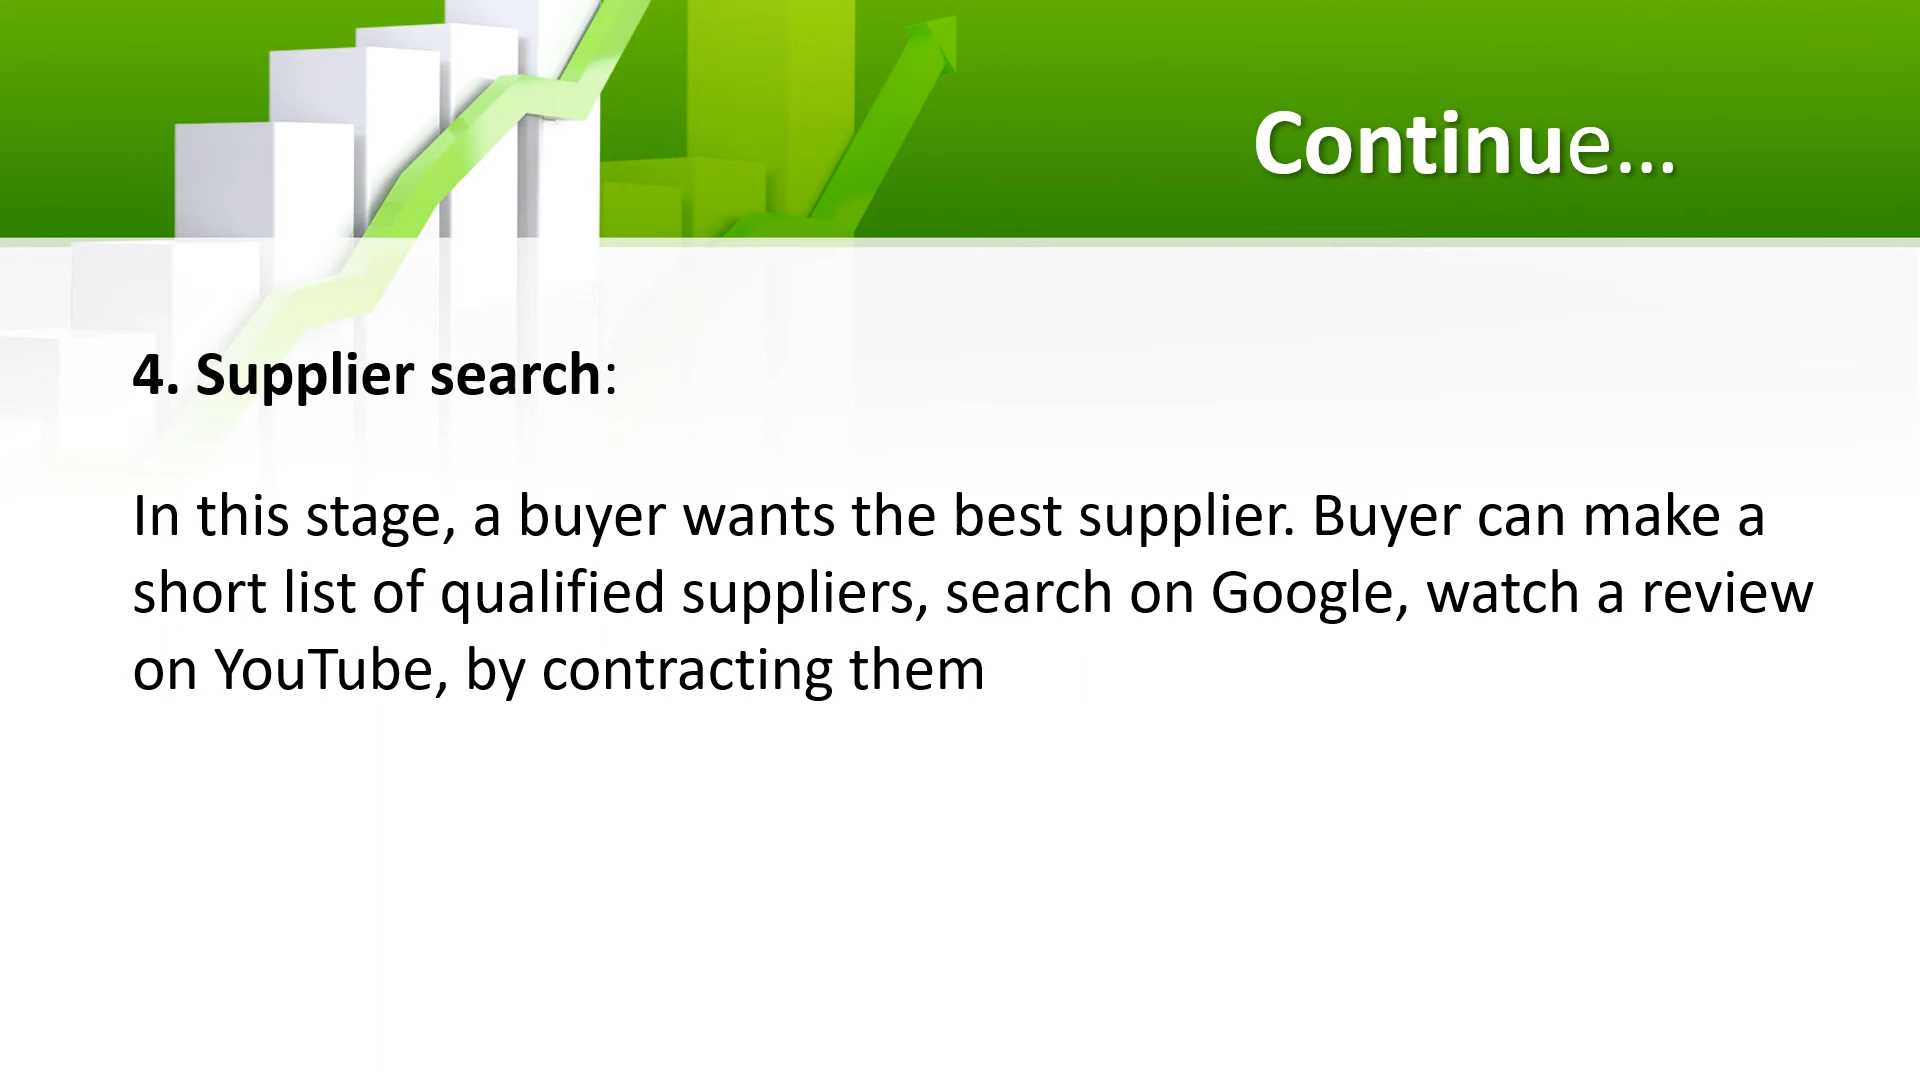 Continue...
4. Supplier search:
In this stage, a buyer wants the best supplier. Buyer can make a
short list of qualified suppliers, search on Google, watch a review
on YouTube, by contracting them